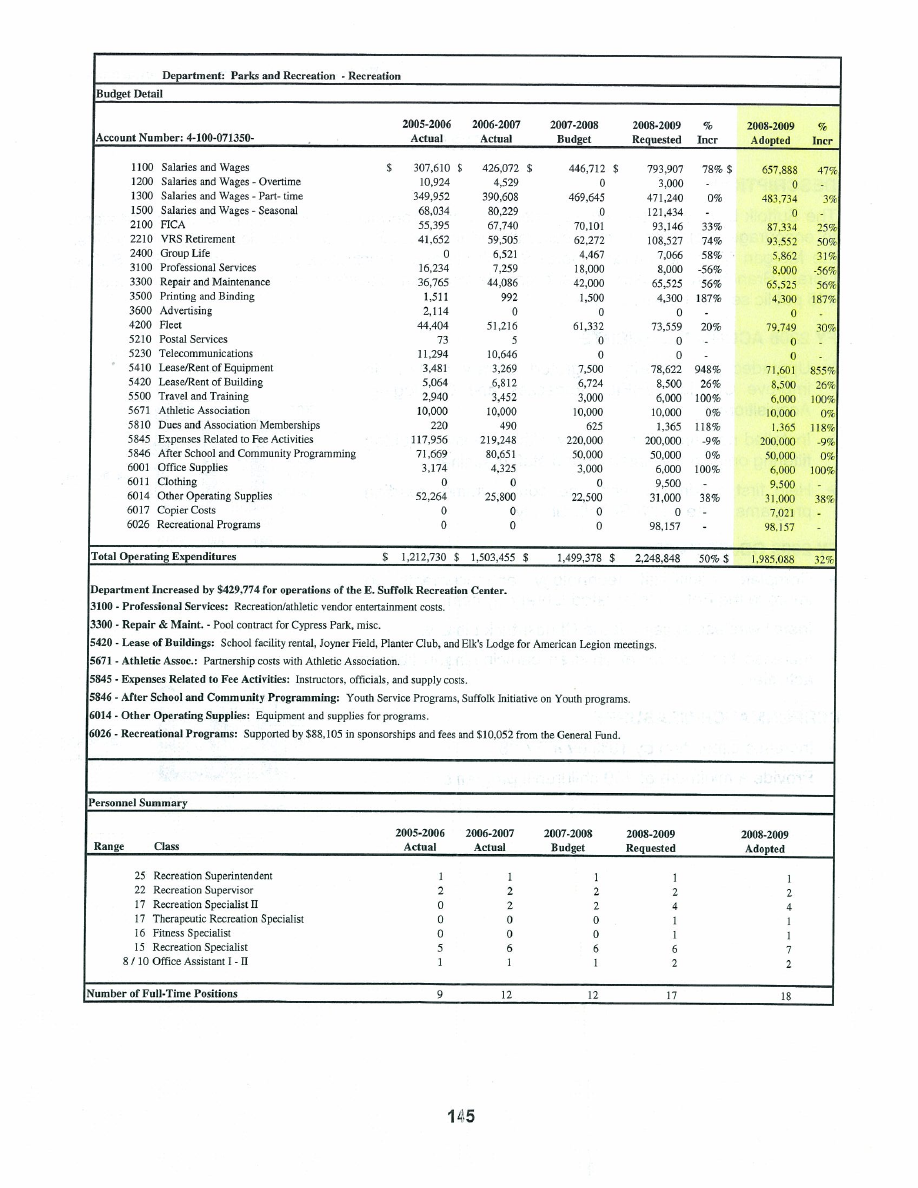 Department: Parks and Recreation - Recreation
Budget Detail
2005-2006 2006-2007 2007-2008 2008-2009 % 2008-2009 %
Account Number: 4-100-071350- Actual Actual Budget Requested Incr Adopted Incr
1100 Salaries and Wages $ 307,610 $ 426,072 $ 446,712 $ 793,907 78% $ 657,888 47%
1200 Salaries and Wages - Overtime 10,924 4,529 0 3,000 - 0 -
1300 Salaries and Wages - Part- time 349,952 390,608 469,645 471,240 0% 483,734 3%
1500 Salaries and Wages - Seasonal 68,034 80,229 0 121,434 - 0 -
2100 FICA 55,395 67,740 70,101 93,146 33% 87,334 25%
2210 VRS Retirement 41,652 59,505 62,272 108,527 74% 93,552 50%
2400 Group Life 0 6,521 4,467 7,066 58% 5,862 31%
3100 Professional Services 16,234 7,259 18,000 8,000 -56% 8,000 -56%
3300 Repair and Maintenance 36,765 44,086 42,000 65,525 56% 65,525 56%
3500 Printing and Binding 1,511 992 1,500 4,300 187% 4,300 187%
3600 Advertising 2,114 0 0 0 - 0 -
4200 Fleet 44,404 51,216 61,332 73,559 20% 79,749 30%
5210 Postal Services 73 5 0 0 - 0 -
5230 Telecommunications 11,294 10,646 0 0 - 0 -
5410 Lease/Rent of Equipment 3,481 3,269 7,500 78,622 948% 71,601 855%
5420 Lease/Rent of Building 5,064 6,812 6,724 8,500 26% 8,500 26%
5500 Travel and Training 2,940 3,452 3,000 6,000 100% 6,000 100%
5671 Athletic Association 10,000 10,000 10,000 10,000 0% 10,000 0%
5810 Dues and Association Memberships 220 490 625 1,365 118% 1,365 118%
5845 Expenses Related to Fee Activities 117,956 219,248 220,000 200,000 -9% 200,000 -9%
5846 After School and Community Programming 71,669 80,651 50,000 50,000 0% 50,000 0%
6001 Office Supplies 3,174 4,325 3,000 6,000 100% 6,000 100%
6011 Clothing 0 0 0 9,500 - 9,500 -
6014 Other Operating Supplies 52,264 25,800 22,500 31,000 38% 31,000 38%
6017 Copier Costs 0 0 0 0 - 7,021 -
6026 Recreational Programs 0 0 0 98,157 - 98,157 -
Total Operating Expenditures $ 1,212,730 $ 1,503,455 $ 1,499,378 $ 2,248,848 50% $ 1,985,088 32%
Department Increased by $429,774 for operations of the E. Suffolk Recreation Center.
3100 - Professional Services: Recreation/athletic vendor entertainment costs.
3300 - Repair & Maint. - Pool contract for Cypress Park, misc.
5420 - Lease of Buildings: School facility rental, Joyner Field, Planter Club, and Elk's Lodge for American Legion meetings.
5671 - Athletic Assoc.: Partnership costs with Athletic Association.
5845 - Expenses Related to Fee Activities: Instructors, officials, and supply costs.
5846 - After School and Community Programming: Youth Service Programs, Suffolk Initiative on Youth programs.
6014 - Other Operating Supplies: Equipment and supplies for programs.
6026 - Recreational Programs: Supported by $88,105 in sponsorships and fees and $10,052 from the General Fund.
Personnel Summary
2005-2006 2006-2007 2007-2008 2008-2009 2008-2009
Range Class Actual Actual Budget Requested Adopted
25 Recreation Superintendent 1 1 1 1 1
22 Recreation Supervisor 2 2 2 2 2
17 Recreation Specialist II 0 2 2 4 4
17 Therapeutic Recreation Specialist 0 0 0 1 1
16 Fitness Specialist 0 0 0 1 1
15 Recreation Specialist 5 6 6 6 7
8 / 10 Office Assistant I - II 1 1 1 2 2
Number of Full-Time Positions 9 12 12 17 18
145